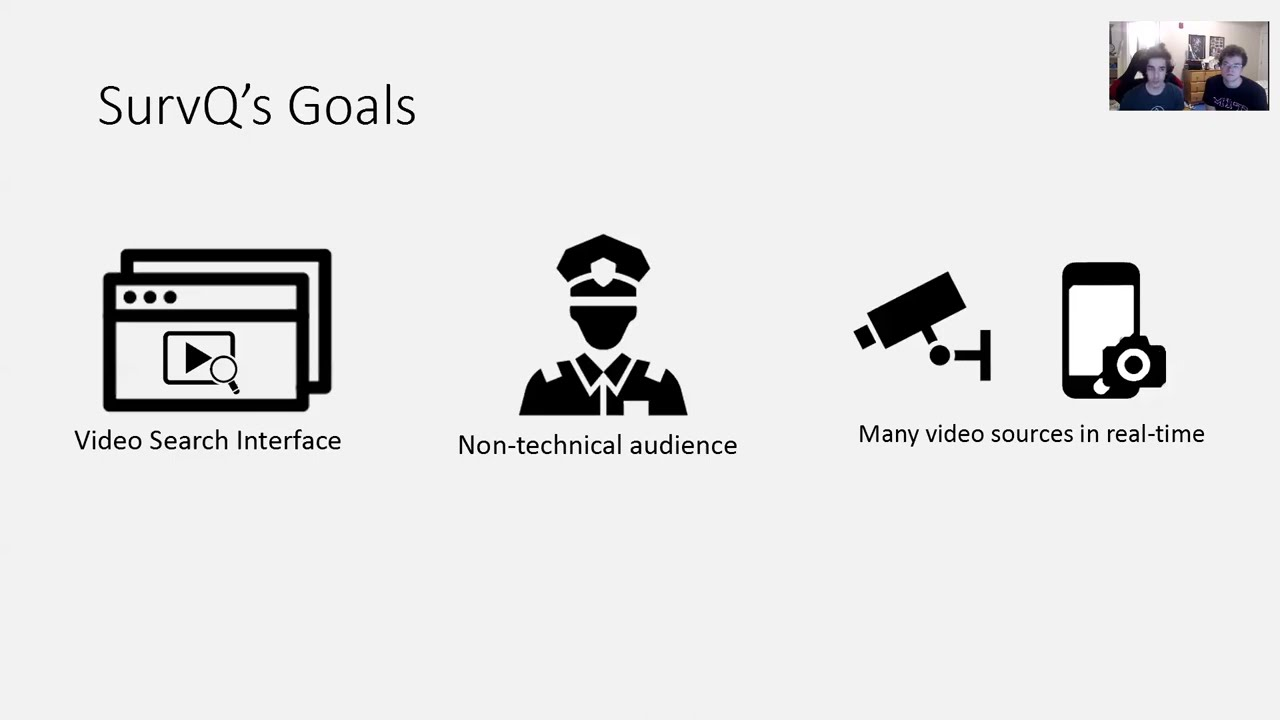 SurvQ’s Goals
Video Search Interface
Non-technical audience
Many video sources in real-time